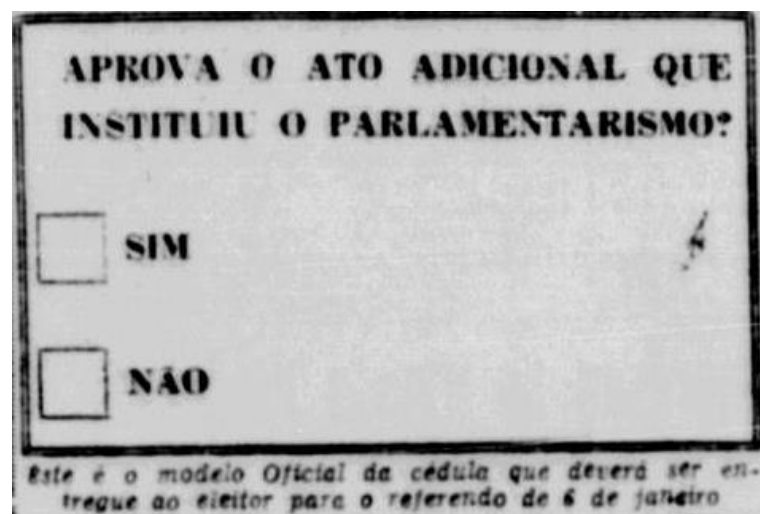 APROVA O ATO ADICIONAL QUE
INSTITUIU O PARLAMENTARISMO?
SIM
NÃO
Este é o modelo Oficial da cédula que deverá ser en-
tregue ao eleitor para o referendo de 6 de janeiro